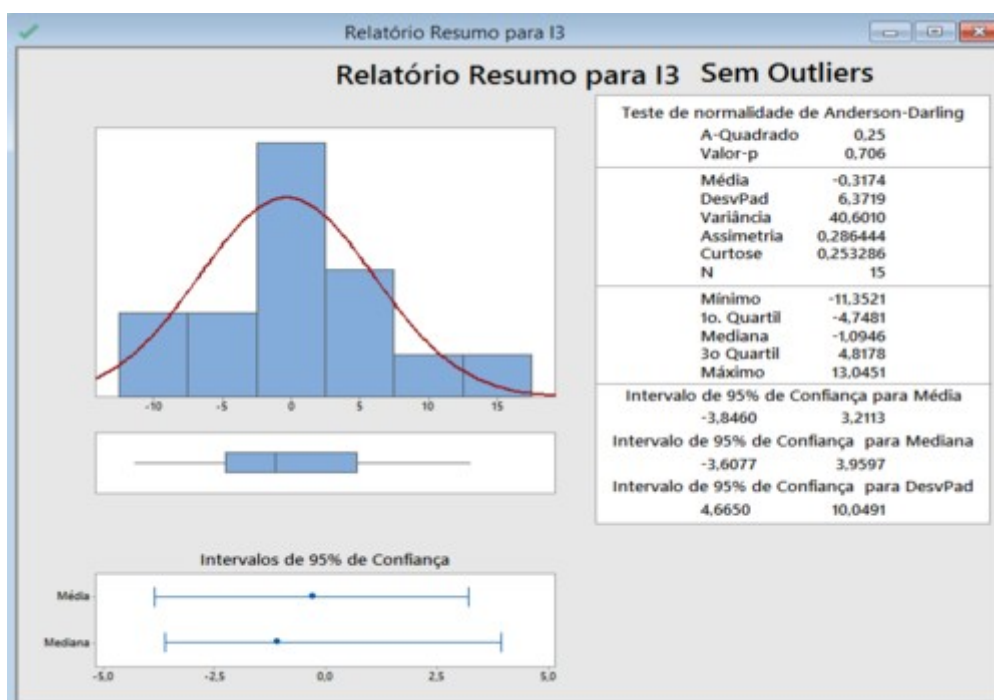 Relatório Resumo para I3
Relatório Resumo para I3 Sem Outliers
Teste de normalidade de Anderson-Darling
A-Quadrado 0,25
Valor-p 0,706
Média -0,3174
DesvPad 6,3719
Variância 40,6010
Assimetria 0,286444
Curtose 0,253286
N 15
Mínimo -11,3521
1o. Quartil -4,7481
Mediana -1,0946
3o Quartil 4,8178
Máximo 13,0451
Intervalo de 95% de Confiança para Média
-3,8460 3,2113
Intervalo de 95% de Confiança para Mediana
-3,6077 3,9597
Intervalo de 95% de Confiança para DesvPad
4,6650 10,0491
-10 -5 0 5 10 15
Intervalos de 95% de Confiança
Média
Mediana
-5,0 -2,5 0,0 2,5 5,0